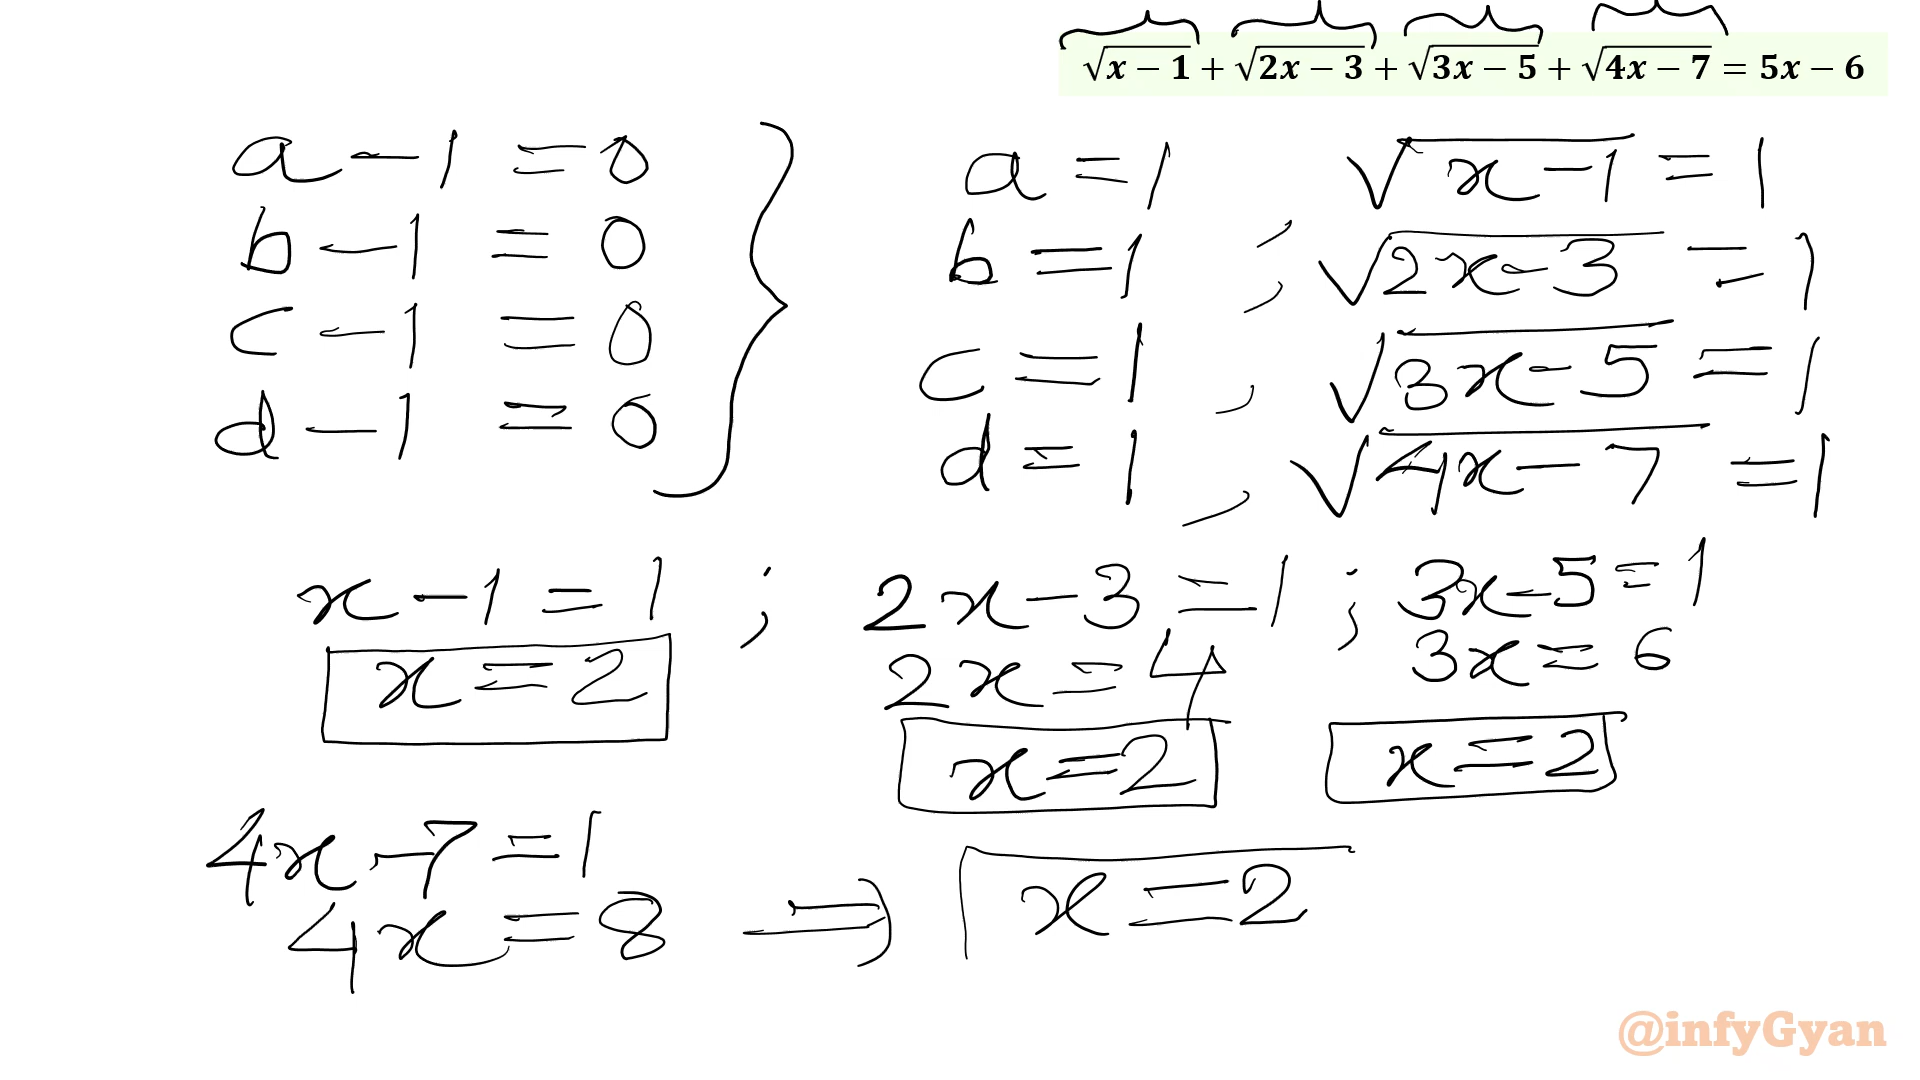 √x − 1 + √2x − 3 + √3x − 5 + √4x − 7 = 5x − 6
a − 1 = 0
b − 1 = 0
c − 1 = 0
d − 1 = 0
a = 1 , √x − 1 = 1
b = 1 , √2x − 3 = 1
c = 1 , √3x − 5 = 1
d = 1 , √4x − 7 = 1
x − 1 = 1 ; 2x − 3 = 1 ; 3x − 5 = 1
x = 2 2x = 4 3x = 6
x = 2 x = 2
4x − 7 = 1
4x = 8 ⇒ x = 2
@infyGyan